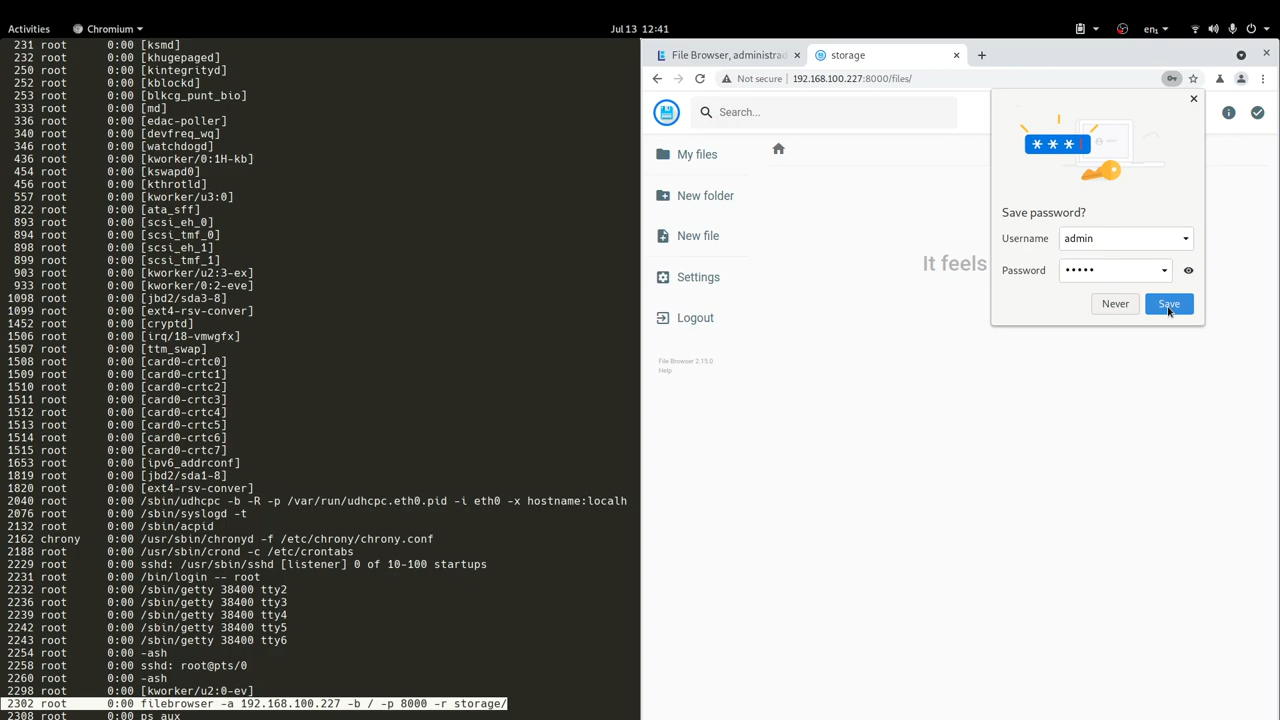 Activities
Chromium
Jul 13 12:41
en₁
231 root 0:00 [ksmd]
232 root 0:00 [khugepaged]
250 root 0:00 [kintegrityd]
252 root 0:00 [kblockd]
253 root 0:00 [blkcg_punt_bio]
333 root 0:00 [md]
336 root 0:00 [edac-poller]
340 root 0:00 [devfreq_wq]
346 root 0:00 [watchdogd]
436 root 0:00 [kworker/0:1H-kb]
454 root 0:00 [kswapd0]
456 root 0:00 [kthrotld]
557 root 0:00 [kworker/u3:0]
822 root 0:00 [ata_sff]
893 root 0:00 [scsi_eh_0]
894 root 0:00 [scsi_tmf_0]
898 root 0:00 [scsi_eh_1]
899 root 0:00 [scsi_tmf_1]
903 root 0:00 [kworker/u2:3-ex]
933 root 0:00 [kworker/0:2-eve]
1098 root 0:00 [jbd2/sda3-8]
1099 root 0:00 [ext4-rsv-conver]
1452 root 0:00 [cryptd]
1506 root 0:00 [irq/18-vmwgfx]
1507 root 0:00 [ttm_swap]
1508 root 0:00 [card0-crtc0]
1509 root 0:00 [card0-crtc1]
1510 root 0:00 [card0-crtc2]
1511 root 0:00 [card0-crtc3]
1512 root 0:00 [card0-crtc4]
1513 root 0:00 [card0-crtc5]
1514 root 0:00 [card0-crtc6]
1515 root 0:00 [card0-crtc7]
1653 root 0:00 [ipv6_addrconf]
1819 root 0:00 [jbd2/sda1-8]
1820 root 0:00 [ext4-rsv-conver]
2040 root 0:00 /sbin/udhcpc -b -R -p /var/run/udhcpc.eth0.pid -i eth0 -x hostname:localh
2076 root 0:00 /sbin/syslogd -t
2132 root 0:00 /sbin/acpid
2162 chrony 0:00 /usr/sbin/chronyd -f /etc/chrony/chrony.conf
2188 root 0:00 /usr/sbin/crond -c /etc/crontabs
2229 root 0:00 sshd: /usr/sbin/sshd [listener] 0 of 10-100 startups
2231 root 0:00 /bin/login -- root
2232 root 0:00 /sbin/getty 38400 tty2
2236 root 0:00 /sbin/getty 38400 tty3
2239 root 0:00 /sbin/getty 38400 tty4
2242 root 0:00 /sbin/getty 38400 tty5
2243 root 0:00 /sbin/getty 38400 tty6
2254 root 0:00 -ash
2258 root 0:00 sshd: root@pts/0
2260 root 0:00 -ash
2298 root 0:00 [kworker/u2:0-ev]
2302 root 0:00 filebrowser -a 192.168.100.227 -b / -p 8000 -r storage/
2308 root 0:00 ps aux
File Browser, administrad
storage
Not secure
192.168.100.227:8000/files/
Search...
My files
New folder
New file
Settings
Logout
File Browser 2.15.0
Help
It feels
***
Save password?
Username admin
Password •••••
Never
Save